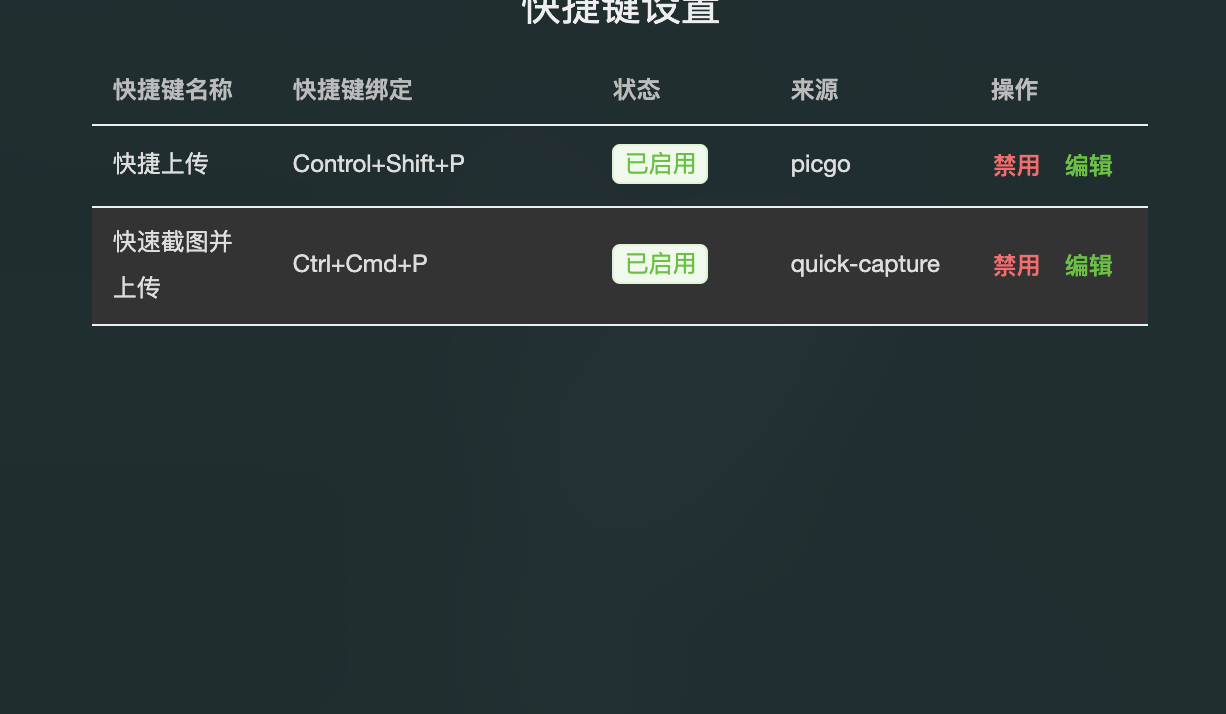 快捷键设置
快捷键名称 快捷键绑定 状态 来源 操作
快捷上传 Control+Shift+P 已启用 picgo 禁用 编辑
快速截图并
上传 Ctrl+Cmd+P 已启用 quick-capture 禁用 编辑